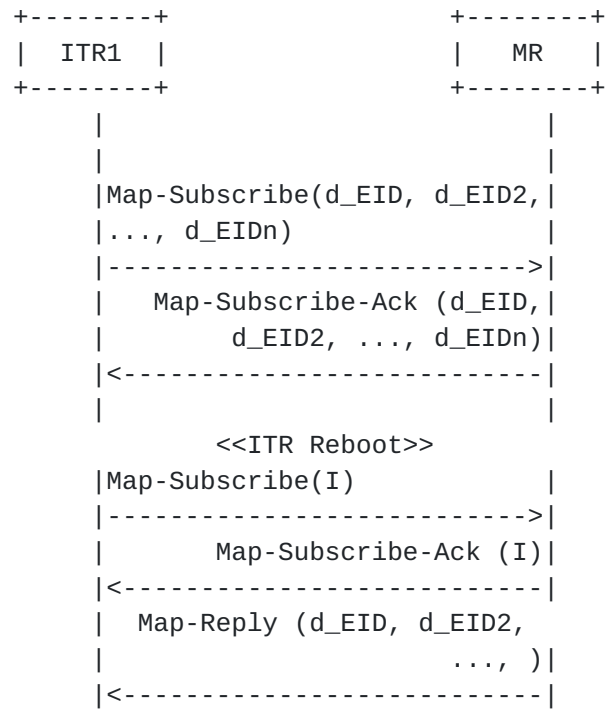 +--------+ +--------+
| ITR1 | | MR |
+--------+ +--------+
| |
| |
|Map-Subscribe(d_EID, d_EID2,|
|..., d_EIDn) |
|--------------------------->|
| Map-Subscribe-Ack (d_EID,|
| d_EID2, ..., d_EIDn)|
|<---------------------------|
| |
<<ITR Reboot>>
|Map-Subscribe(I) |
|--------------------------->|
| Map-Subscribe-Ack (I)|
|<---------------------------|
| Map-Reply (d_EID, d_EID2,
| ..., )|
|<---------------------------|